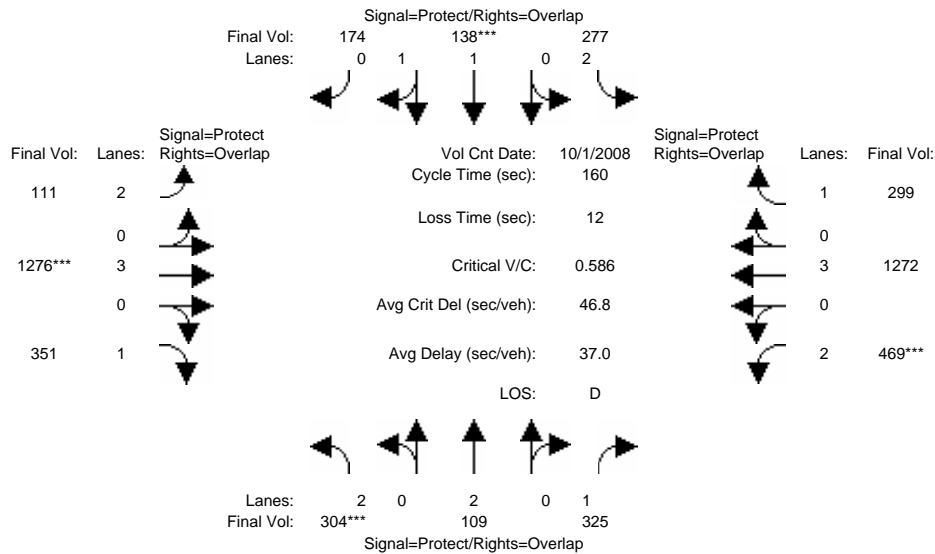 Signal=Protect/Rights=Overlap
Final Vol: 174 138*** 277
Lanes: 0 1 1 0 2
Signal=Protect
Final Vol: Lanes: Rights=Overlap
Vol Cnt Date: 10/1/2008
Signal=Protect
Rights=Overlap Lanes: Final Vol:
Cycle Time (sec): 160
111 2
1 299
Loss Time (sec): 12
0
0
1276*** 3
Critical V/C: 0.586
3 1272
0
Avg Crit Del (sec/veh): 46.8
0
351 1
Avg Delay (sec/veh): 37.0
2 469***
LOS: D
Lanes: 2 0 2 0 1
Final Vol: 304*** 109 325
Signal=Protect/Rights=Overlap